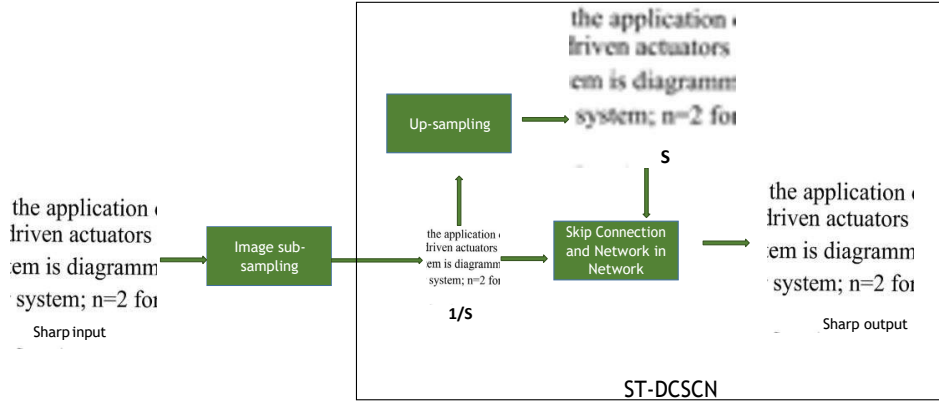 the application
driven actuators
em is diagramm
system; n=2 for
Up-sampling
S
the application
driven actuators
em is diagramm
system; n=2 for
Sharp input
Image sub-
sampling
the application
driven actuators
em is diagramm
system; n=2 for
1/S
Skip Connection
and Network in
Network
the application
driven actuators
em is diagramm
system; n=2 for
Sharp output
ST-DCSCN